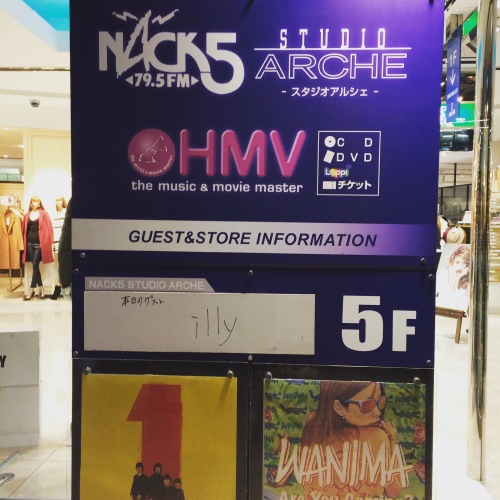 NACK5
79.5FM
STUDIO
ARCHE
- スタジオアルシェ -
HMV
the music & movie master
CD
DVD
Loppi
チケット
GUEST&STORE INFORMATION
NACK5 STUDIO ARCHE
本日のゲスト
illy
5F
1
WANIMA